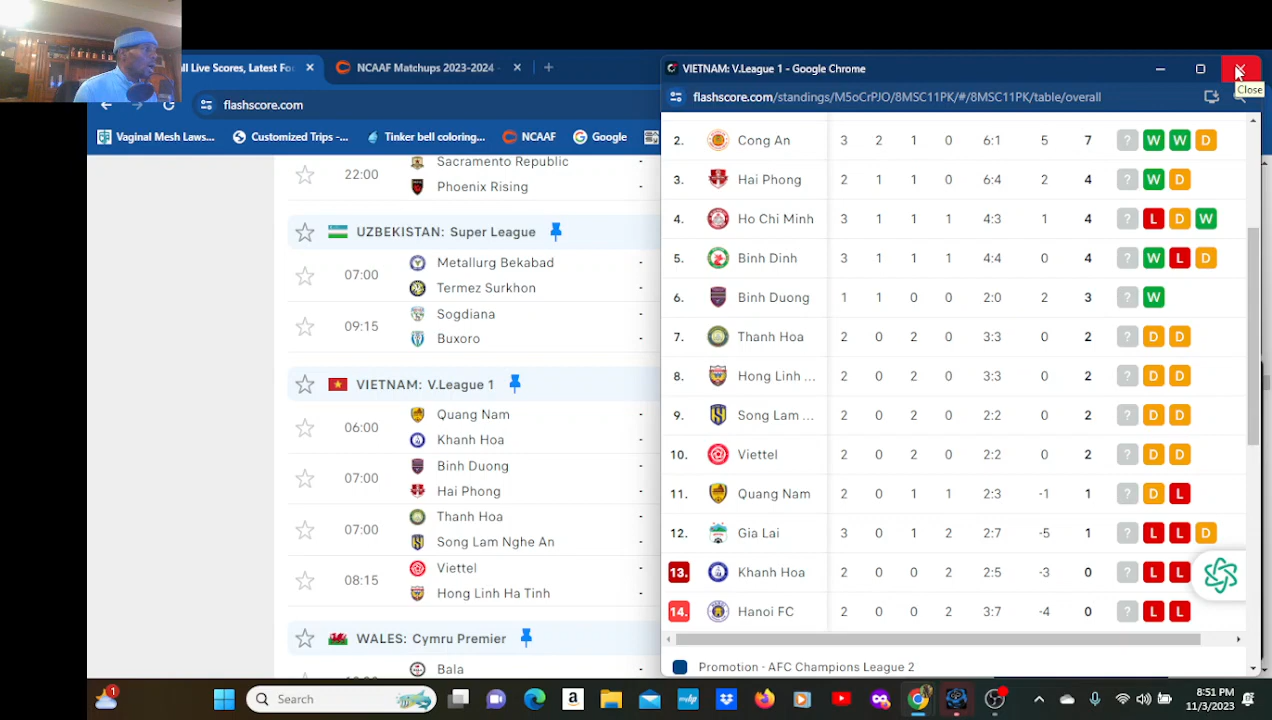 ll Live Scores, Latest Fo
NCAAF Matchups 2023-2024 -
flashscore.com
Vaginal Mesh Laws...
Customized Trips -...
Tinker bell coloring...
NCAAF
Google
22:00
Sacramento Republic -
Phoenix Rising -
UZBEKISTAN: Super League
07:00
Metallurg Bekabad -
Termez Surkhon -
09:15
Sogdiana -
Buxoro -
VIETNAM: V.League 1
06:00
Quang Nam -
Khanh Hoa -
07:00
Binh Duong -
Hai Phong -
07:00
Thanh Hoa -
Song Lam Nghe An -
08:15
Viettel -
Hong Linh Ha Tinh -
WALES: Cymru Premier
Bala -
VIETNAM: V.League 1 - Google Chrome
Close
flashscore.com/standings/M5oCrPJO/8MSC11PK/#/8MSC11PK/table/overall
2. Cong An 3 2 1 0 6:1 5 7 ? W W D
3. Hai Phong 2 1 1 0 6:4 2 4 ? W D
4. Ho Chi Minh 3 1 1 1 4:3 1 4 ? L D W
5. Binh Dinh 3 1 1 1 4:4 0 4 ? W L D
6. Binh Duong 1 1 0 0 2:0 2 3 ? W
7. Thanh Hoa 2 0 2 0 3:3 0 2 ? D D
8. Hong Linh ... 2 0 2 0 3:3 0 2 ? D D
9. Song Lam ... 2 0 2 0 2:2 0 2 ? D D
10. Viettel 2 0 2 0 2:2 0 2 ? D D
11. Quang Nam 2 0 1 1 2:3 -1 1 ? D L
12. Gia Lai 3 0 1 2 2:7 -5 1 ? L L D
13. Khanh Hoa 2 0 0 2 2:5 -3 0 ? L L
14. Hanoi FC 2 0 0 2 3:7 -4 0 ? L L
Promotion - AFC Champions League 2
1
Search
8:51 PM
11/3/2023